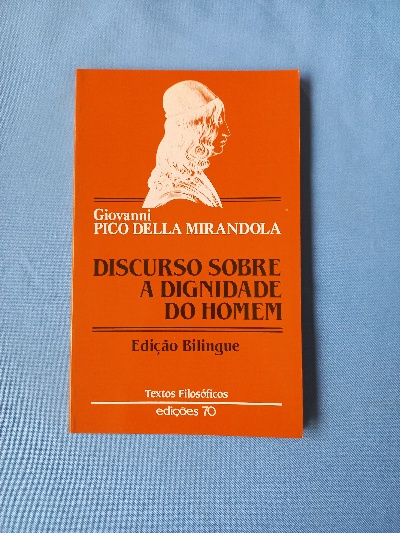 Giovanni
PICO DELLA MIRANDOLA
DISCURSO SOBRE
A DIGNIDADE
DO HOMEM
Edição Bilingue
Textos Filosóficos
edições 70